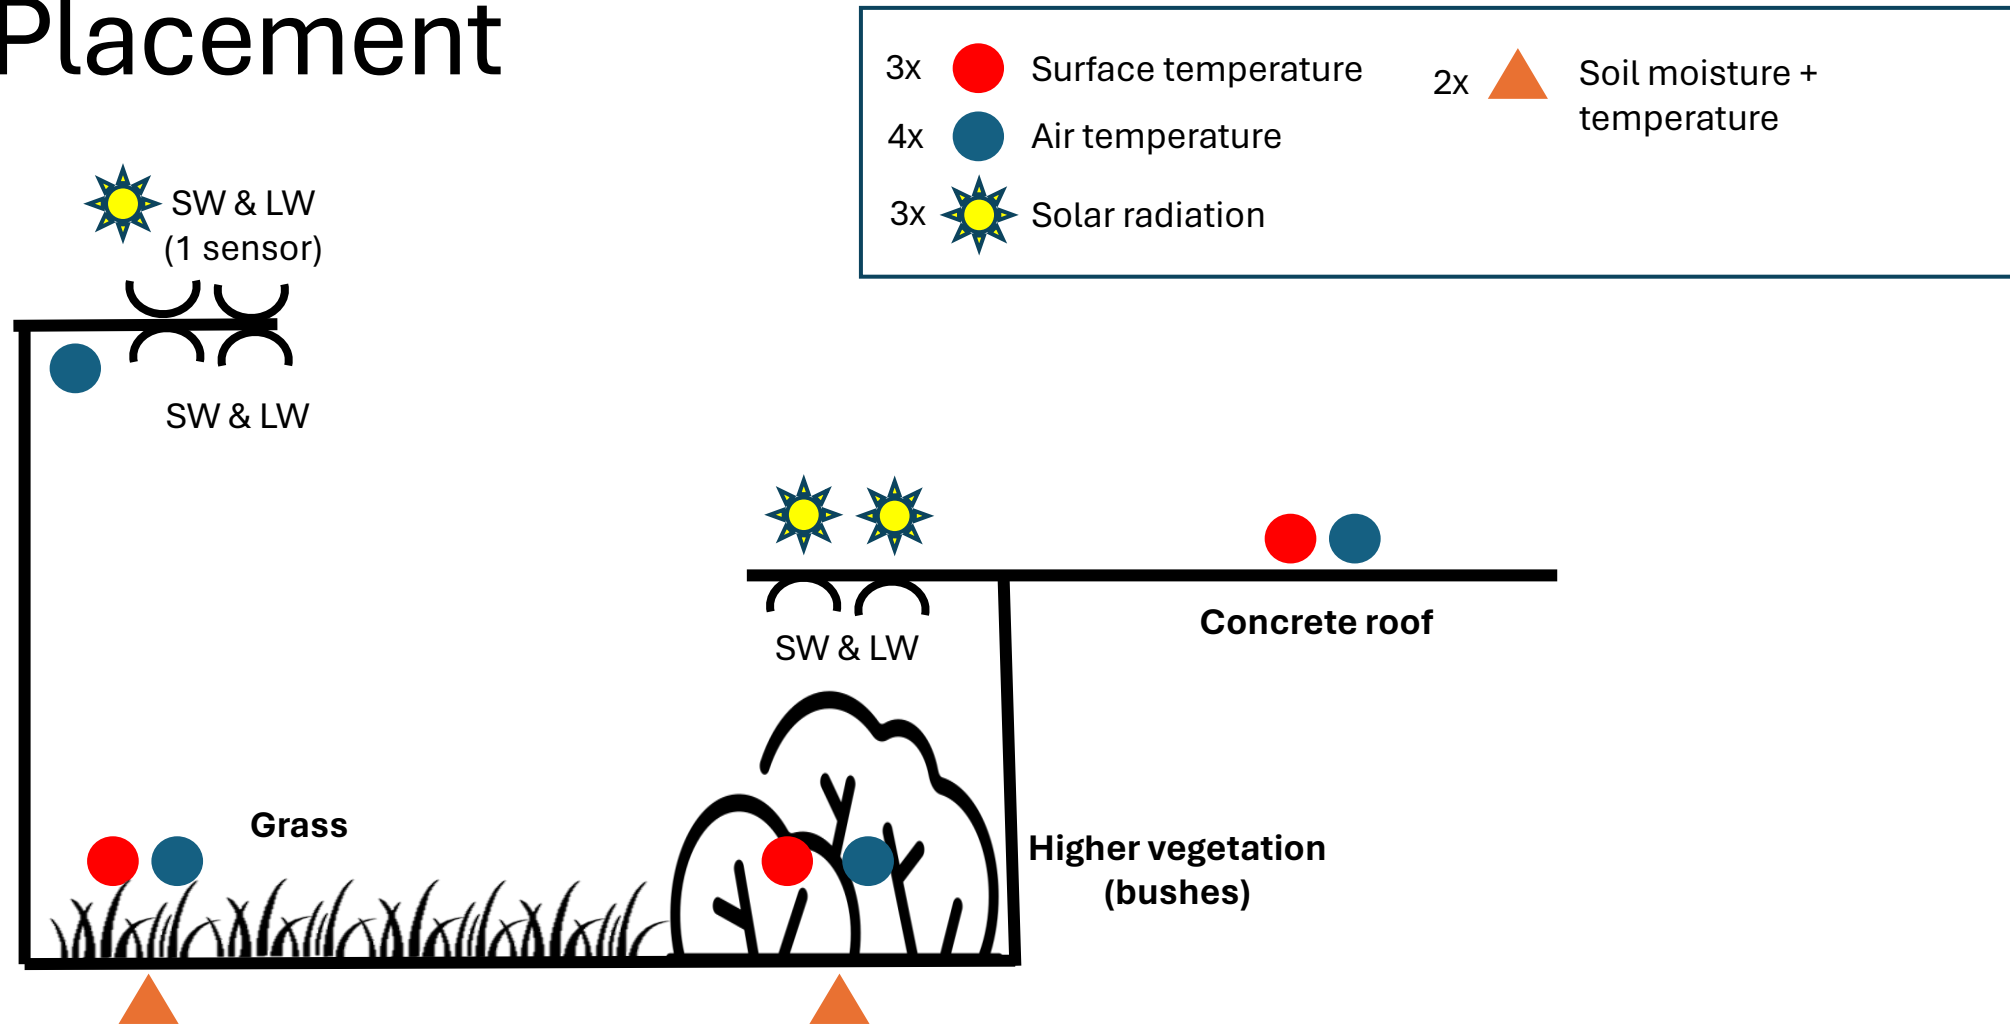 Placement
3x Surface temperature
4x Air temperature
3x Solar radiation
2x Soil moisture +
temperature
SW & LW
(1 sensor)
SW & LW
SW & LW
Concrete roof
Grass
Higher vegetation
(bushes)